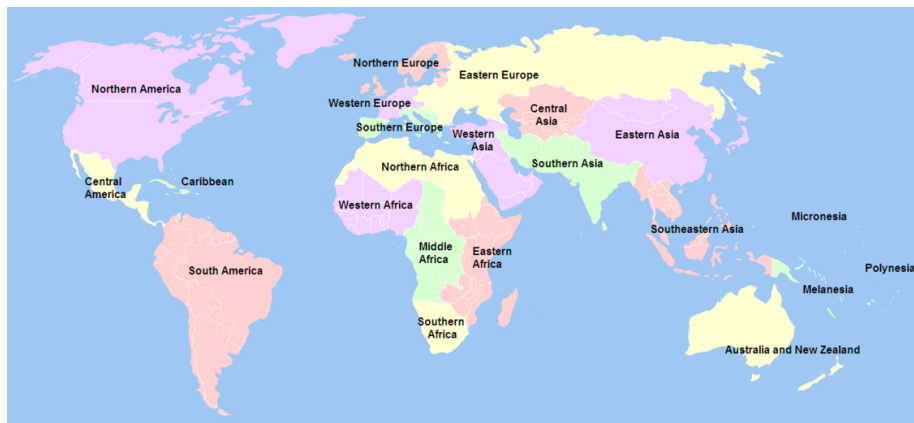 Northern Europe
Eastern Europe
Northern America
Western Europe
Central
Asia
Southern Europe
Western
Asia
Eastern Asia
Northern Africa
Southern Asia
Central
America
Caribbean
Western Africa
Micronesia
Southeastern Asia
Middle
Africa
Eastern
Africa
South America
Polynesia
Melanesia
Southern
Africa
Australia and New Zealand